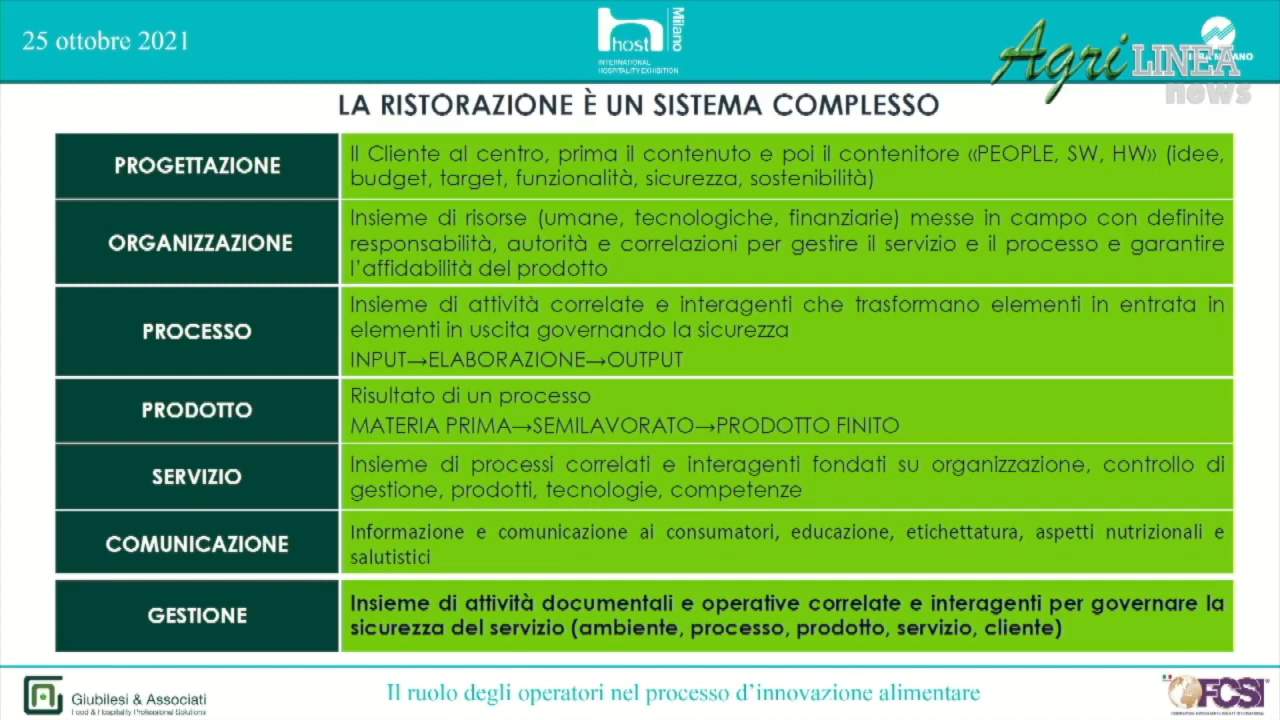 25 ottobre 2021
host
Milano
INTERNATIONAL
HOSPITALITY EXHIBITION
Agri LINEA
news
MILANO
LA RISTORAZIONE È UN SISTEMA COMPLESSO
PROGETTAZIONE
Il Cliente al centro, prima il contenuto e poi il contenitore «PEOPLE, SW, HW» (idee,
budget, target, funzionalità, sicurezza, sostenibilità)
ORGANIZZAZIONE
Insieme di risorse (umane, tecnologiche, finanziarie) messe in campo con definite
responsabilità, autorità e correlazioni per gestire il servizio e il processo e garantire
l’affidabilità del prodotto
PROCESSO
Insieme di attività correlate e interagenti che trasformano elementi in entrata in
elementi in uscita governando la sicurezza
INPUT→ELABORAZIONE→OUTPUT
PRODOTTO
Risultato di un processo
MATERIA PRIMA→SEMILAVORATO→PRODOTTO FINITO
SERVIZIO
Insieme di processi correlati e interagenti fondati su organizzazione, controllo di
gestione, prodotti, tecnologie, competenze
COMUNICAZIONE
Informazione e comunicazione ai consumatori, educazione, etichettatura, aspetti nutrizionali e
salutistici
GESTIONE
Insieme di attività documentali e operative correlate e interagenti per governare la
sicurezza del servizio (ambiente, processo, prodotto, servizio, cliente)
Giubilesi & Associati
Food & Hospitality Professional Solutions
Il ruolo degli operatori nel processo d’innovazione alimentare
FCSI